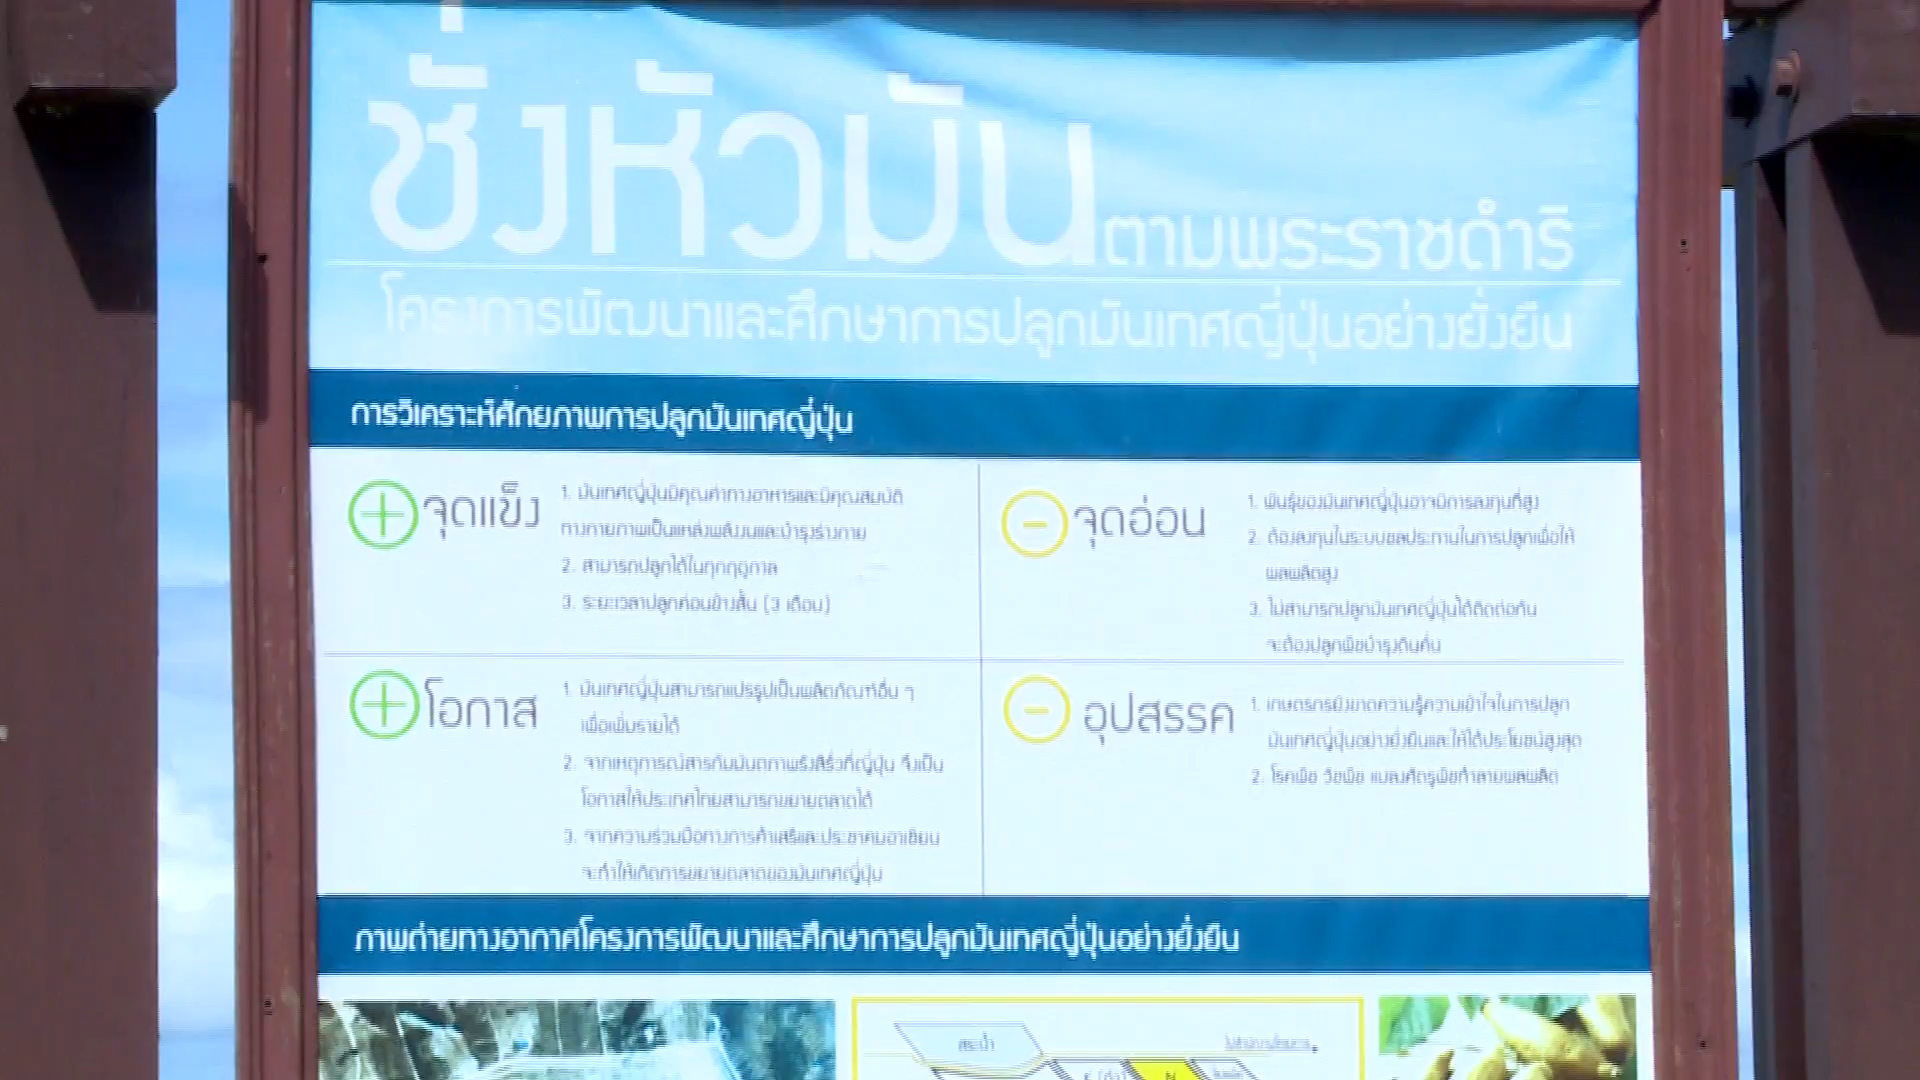 ชั่งหัวมันตามพระราชดำริ
โครงการพัฒนาและศึกษาการปลูกมันเทศญี่ปุ่นอย่างยั่งยืน
การวิเคราะห์ศักยภาพการปลูกมันเทศญี่ปุ่น
จุดแข็ง
1. มันเทศญี่ปุ่นมีคุณค่าทางอาหารและมีคุณสมบัติ
ทางกายภาพเป็นแหล่งพลังงานและบำรุงร่างกาย
2. สามารถปลูกได้ในทุกฤดูกาล
3. ระยะเวลาปลูกค่อนข้างสั้น (3 เดือน)
จุดอ่อน
1. พันธุ์ของมันเทศญี่ปุ่นอาจมีการลงทุนที่สูง
2. ต้องลงทุนในระบบชลประทานในการปลูกเพื่อให้
ผลผลิตสูง
3. ไม่สามารถปลูกมันเทศญี่ปุ่นได้ติดต่อกัน
จะต้องปลูกพืชบำรุงดินคั่น
โอกาส
1. มันเทศญี่ปุ่นสามารถแปรรูปเป็นผลิตภัณฑ์อื่น ๆ
เพื่อเพิ่มรายได้
2. จากเหตุการณ์สารกัมมันตภาพรังสีรั่วที่ญี่ปุ่น จึงเป็น
โอกาสให้ประเทศไทยสามารถขยายตลาดได้
3. จากความร่วมมือทางการค้าเสรีและประชาคมอาเซียน
จะทำให้เกิดการขยายตลาดของมันเทศญี่ปุ่น
อุปสรรค
1. เกษตรกรยังขาดความรู้ความเข้าใจในการปลูก
มันเทศญี่ปุ่นอย่างยั่งยืนและให้ได้ประโยชน์สูงสุด
2. โรคพืช วัชพืช แมลงศัตรูพืชทำลายผลผลิต
ภาพถ่ายทางอากาศโครงการพัฒนาและศึกษาการปลูกมันเทศญี่ปุ่นอย่างยั่งยืน
สระน้ำ
N